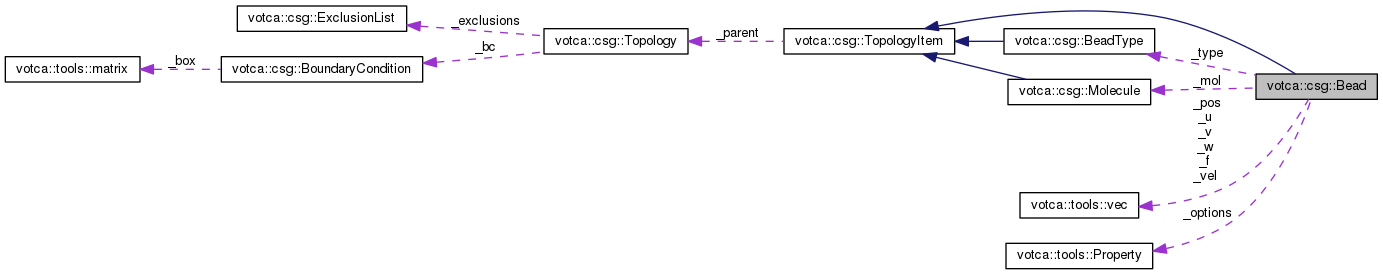 votca::csg::ExclusionList
_exclusions
votca::csg::Topology
_parent
votca::csg::TopologyItem
votca::csg::BeadType
_bc
_type
votca::tools::matrix
_box
votca::csg::BoundaryCondition
votca::csg::Bead
_mol
votca::csg::Molecule
_pos
_u
_v
_w
_f
_vel
votca::tools::vec
_options
votca::tools::Property